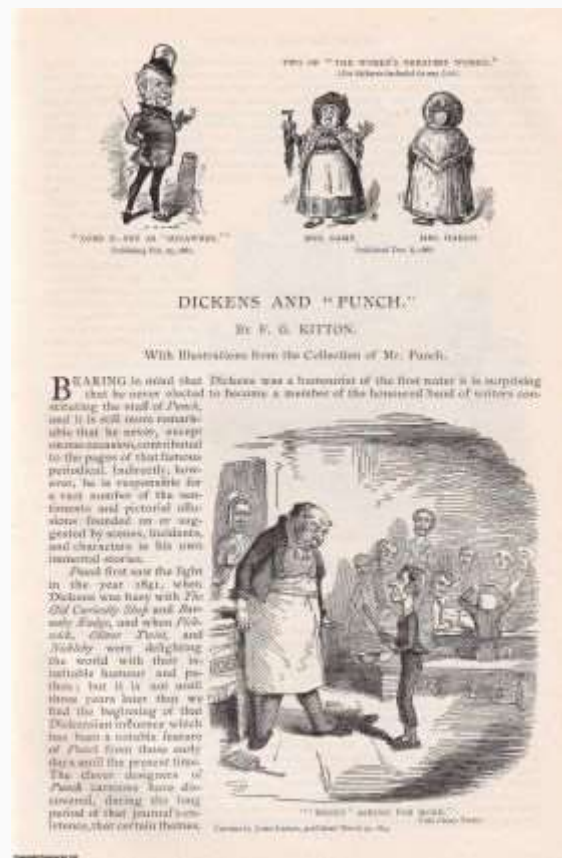 TWO OF "THE WORLD'S GREATEST WORKS."
MRS. GAMP.
MRS. HARRIS.
DICKENS AND "PUNCH."
BY F. G. KITTON.
With Illustrations from the Collection of Mr. Punch.
BEARING in mind that Dickens was a humourist of the first water it is surprising
that he never elected to become a member of the honoured band of writers con-
stituting the staff of Punch,
and it is still more remark-
able that he never, except
on one occasion, contributed
to the pages of that famous
periodical. Indirectly, how-
ever, he is responsible for
a vast number of the sen-
timents and pictorial allu-
sions founded on or sug-
gested by scenes, incidents,
and characters in his own
immortal stories.
Punch first saw the light
in the year 1841, when
Dickens was busy with The
Old Curiosity Shop and Bar-
naby Rudge, and when Pick-
wick, Oliver Twist, and
Nickleby were delighting
the world with their in-
imitable humour and pa-
thos; but it is not until
three years later that we
find the beginning of that
Dickensian influence which
has been a notable feature
of Punch from those early
days until the present time.
The clever designers of
Punch cartoons have dis-
covered, during the long
period of that journal's ex-
istence, that certain themes,
ASKING FOR MORE."